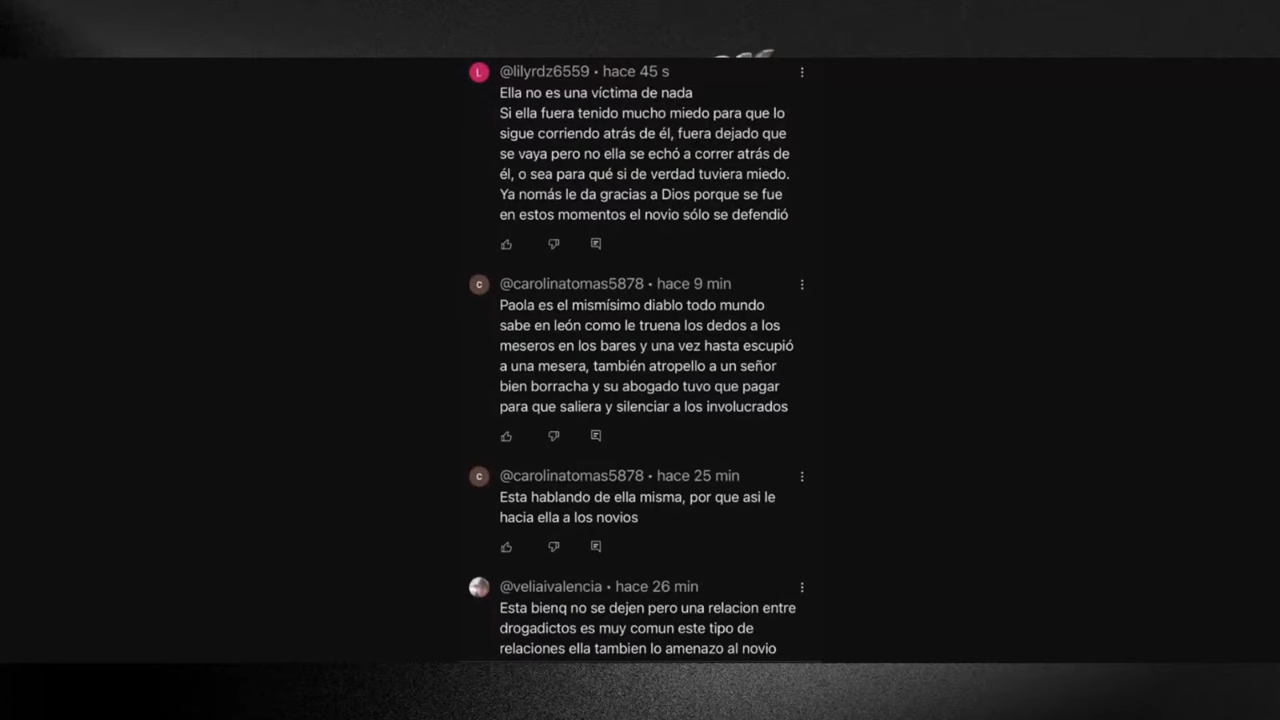 L @lilyrdz6559 • hace 45 s
Ella no es una víctima de nada
Si ella fuera tenido mucho miedo para que lo
sigue corriendo atrás de él, fuera dejado que
se vaya pero no ella se echó a correr atrás de
él, o sea para qué si de verdad tuviera miedo.
Ya nomás le da gracias a Dios porque se fue
en estos momentos el novio sólo se defendió
c @carolinatomas5878 • hace 9 min
Paola es el mismísimo diablo todo mundo
sabe en león como le truena los dedos a los
meseros en los bares y una vez hasta escupió
a una mesera, también atropello a un señor
bien borracha y su abogado tuvo que pagar
para que saliera y silenciar a los involucrados
c @carolinatomas5878 • hace 25 min
Esta hablando de ella misma, por que asi le
hacia ella a los novios
@veliaivalencia • hace 26 min
Esta bienq no se dejen pero una relacion entre
drogadictos es muy comun este tipo de
relaciones ella tambien lo amenazo al novio